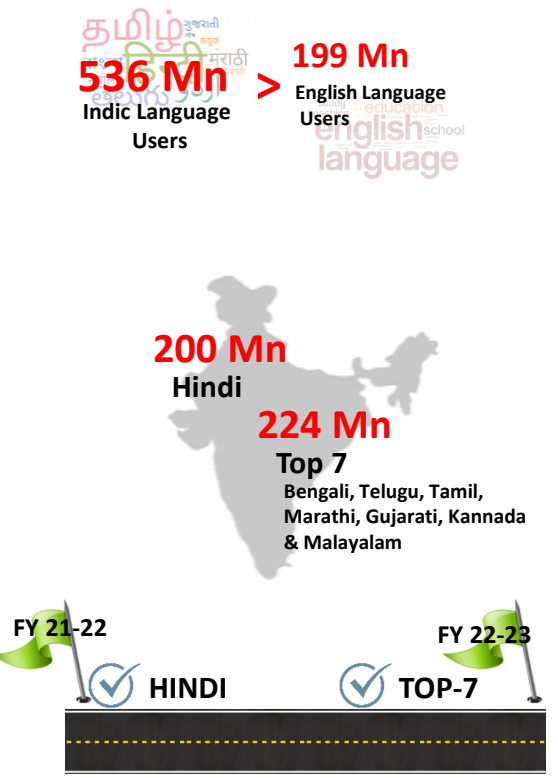 தமிழ்
ગુજરાતી
मराठी
हिन्दी
తెలుగు
536 Mn
Indic Language
Users
>
199 Mn
English Language
Users
education
english
school
language
200 Mn
Hindi
224 Mn
Top 7
Bengali, Telugu, Tamil,
Marathi, Gujarati, Kannada
& Malayalam
FY 21-22
FY 22-23
HINDI
TOP-7